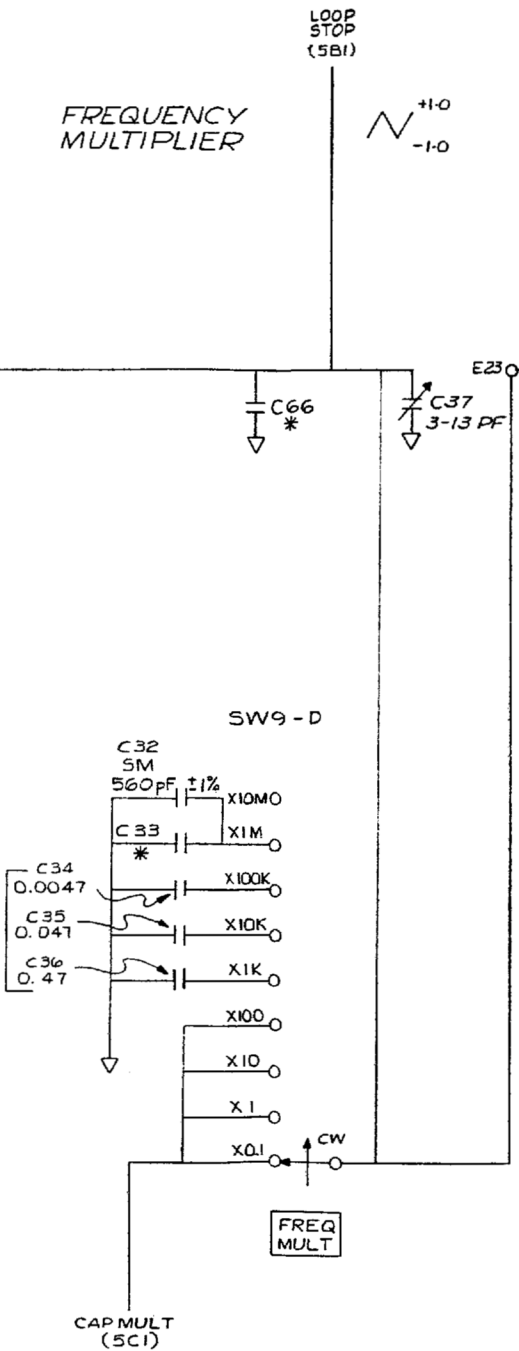 LOOP
STOP
(5B1)
FREQUENCY
MULTIPLIER
+1.0
-1.0
E23
C66
*
C37
3-13 PF
SW9-D
C32
SM
560pF ±1%
X10M
C33
*
X1M
C34
0.0047
X100K
C35
0.047
X10K
C36
0.47
X1K
X100
X10
X1
X0.1
CW
FREQ
MULT
CAP MULT
(5C1)